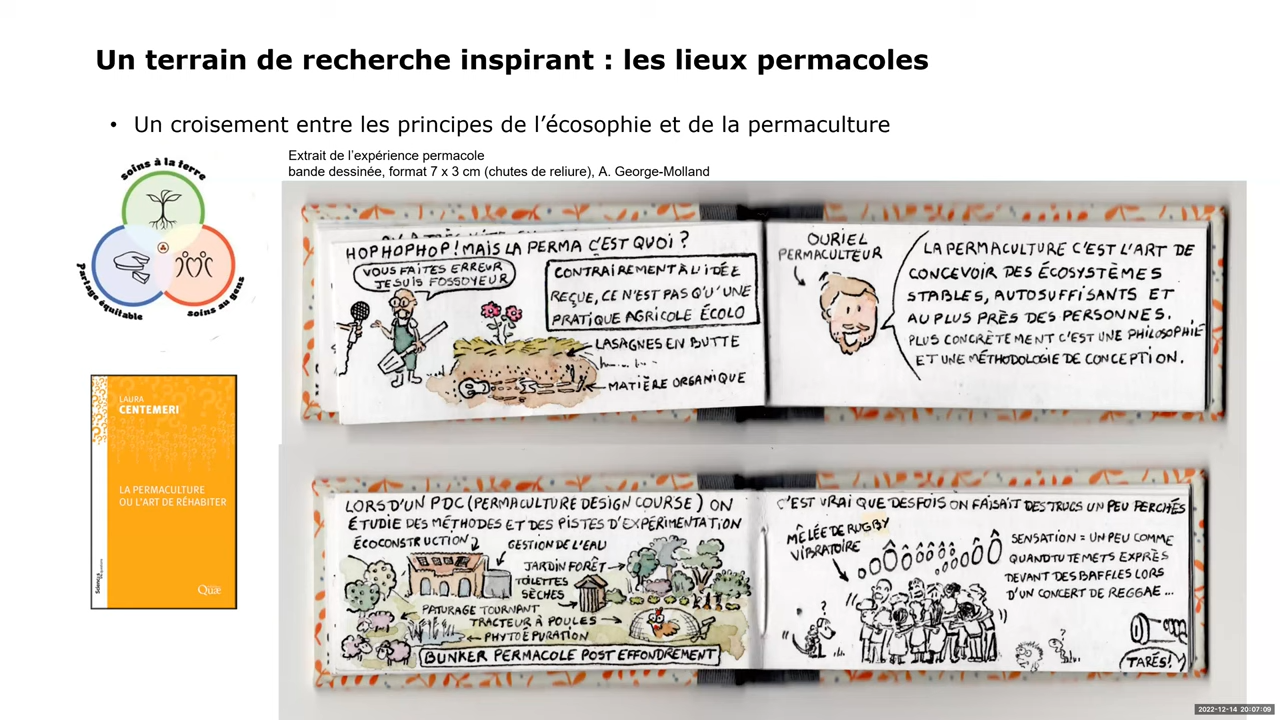 Un terrain de recherche inspirant : les lieux permacoles
• Un croisement entre les principes de l'écosophie et de la permaculture
soins à la terre
partage équitable
soins au gens
LAURA
CENTEMERI
LA PERMACULTURE
OU L'ART DE RÉHABITER
Quæ
Extrait de l'expérience permacole
bande dessinée, format 7 x 3 cm (chutes de reliure), A. George-Molland
HOPHOPHOP! MAIS LA PERMA C'EST QUOI ?
VOUS FAITES ERREUR
JE SUIS FOSSOYEUR
CONTRAIREMENT À L'IDÉE
REÇUE, CE N'EST PAS QU'UNE
PRATIQUE AGRICOLE ÉCOLO
LASAGNES EN BUTTE
MATIÈRE ORGANIQUE
OURIEL
PERMACULTEUR
LA PERMACULTURE C'EST L'ART DE
CONCEVOIR DES ÉCOSYSTÈMES
STABLES, AUTOSUFFISANTS ET
AU PLUS PRÈS DES PERSONNES.
PLUS CONCRÈTEMENT C'EST UNE PHILOSOPHIE
ET UNE MÉTHODOLOGIE DE CONCEPTION.
LORS D'UN PDC (PERMACULTURE DESIGN COURSE) ON
ÉTUDIE DES MÉTHODES ET DES PISTES D'EXPÉRIMENTATION
ÉCOCONSTRUCTION
GESTION DE L'EAU
JARDIN FORÊT
TOILETTES
SÈCHES
PATURAGE TOURNANT
TRACTEUR À POULES
PHYTOÉPURATION
BUNKER PERMACOLE POST EFFONDREMENT
C'EST VRAI QUE DES FOIS ON FAISAIT DES TRUCS UN PEU PERCHÉS
MÊLÉE DE RUGBY
VIBRATOIRE
SENSATION = UN PEU COMME
QUAND TU TE METS EXPRÈS
DEVANT DES BAFFLES LORS
D'UN CONCERT DE REGGAE ...
?
?
TARÉS!
2022-12-14 20:07:09